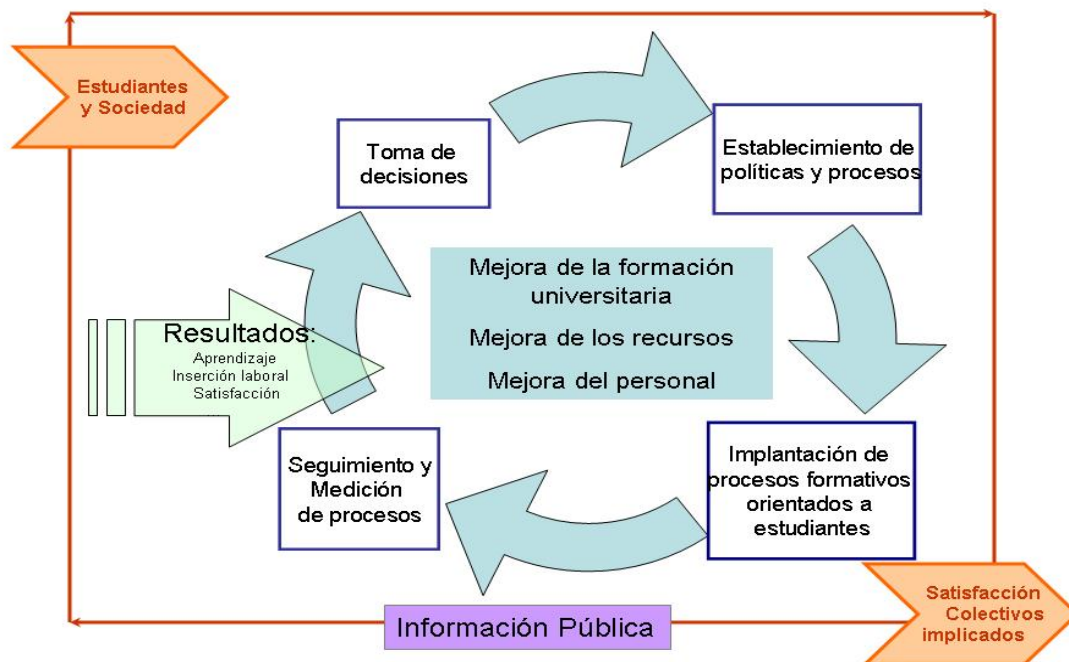 Estudiantes
y Sociedad
Toma de
decisiones
Establecimiento de
políticas y procesos
Mejora de la formación
universitaria
Mejora de los recursos
Mejora del personal
Resultados:
Aprendizaje
Inserción laboral
Satisfacción
...
Seguimiento y
Medición
de procesos
Implantación de
procesos formativos
orientados a
estudiantes
Información Pública
Satisfacción
Colectivos
implicados